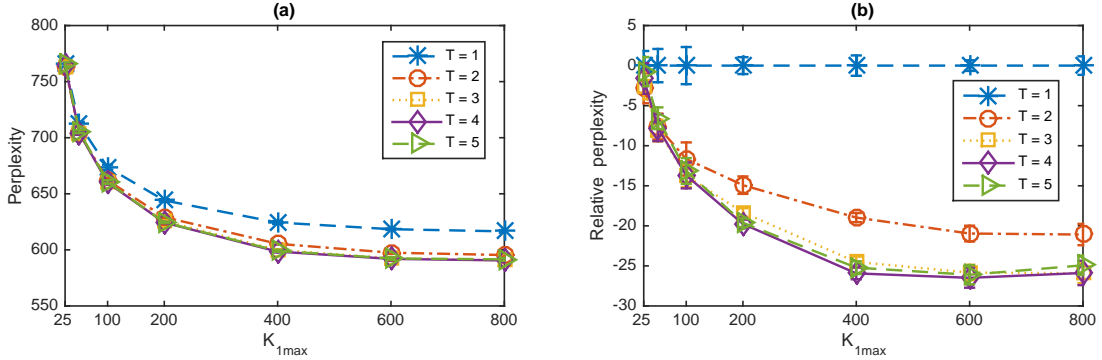 (a)
800
750
700
650
600
550
Perplexity
25
100
200
400
600
800
K1max
T = 1
T = 2
T = 3
T = 4
T = 5
(b)
5
0
-5
-10
-15
-20
-25
-30
Relative perplexity
25
100
200
400
600
800
K1max
T = 1
T = 2
T = 3
T = 4
T = 5